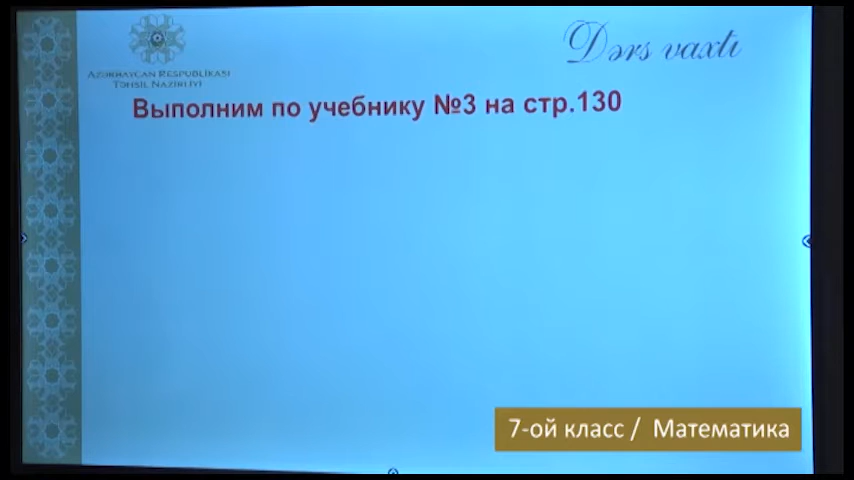 Dərs vaxtı
AZƏRBAYCAN RESPUBLİKASI
TƏHSİL NAZİRLİYİ
Выполним по учебнику №3 на стр.130
7-ой класс / Математика